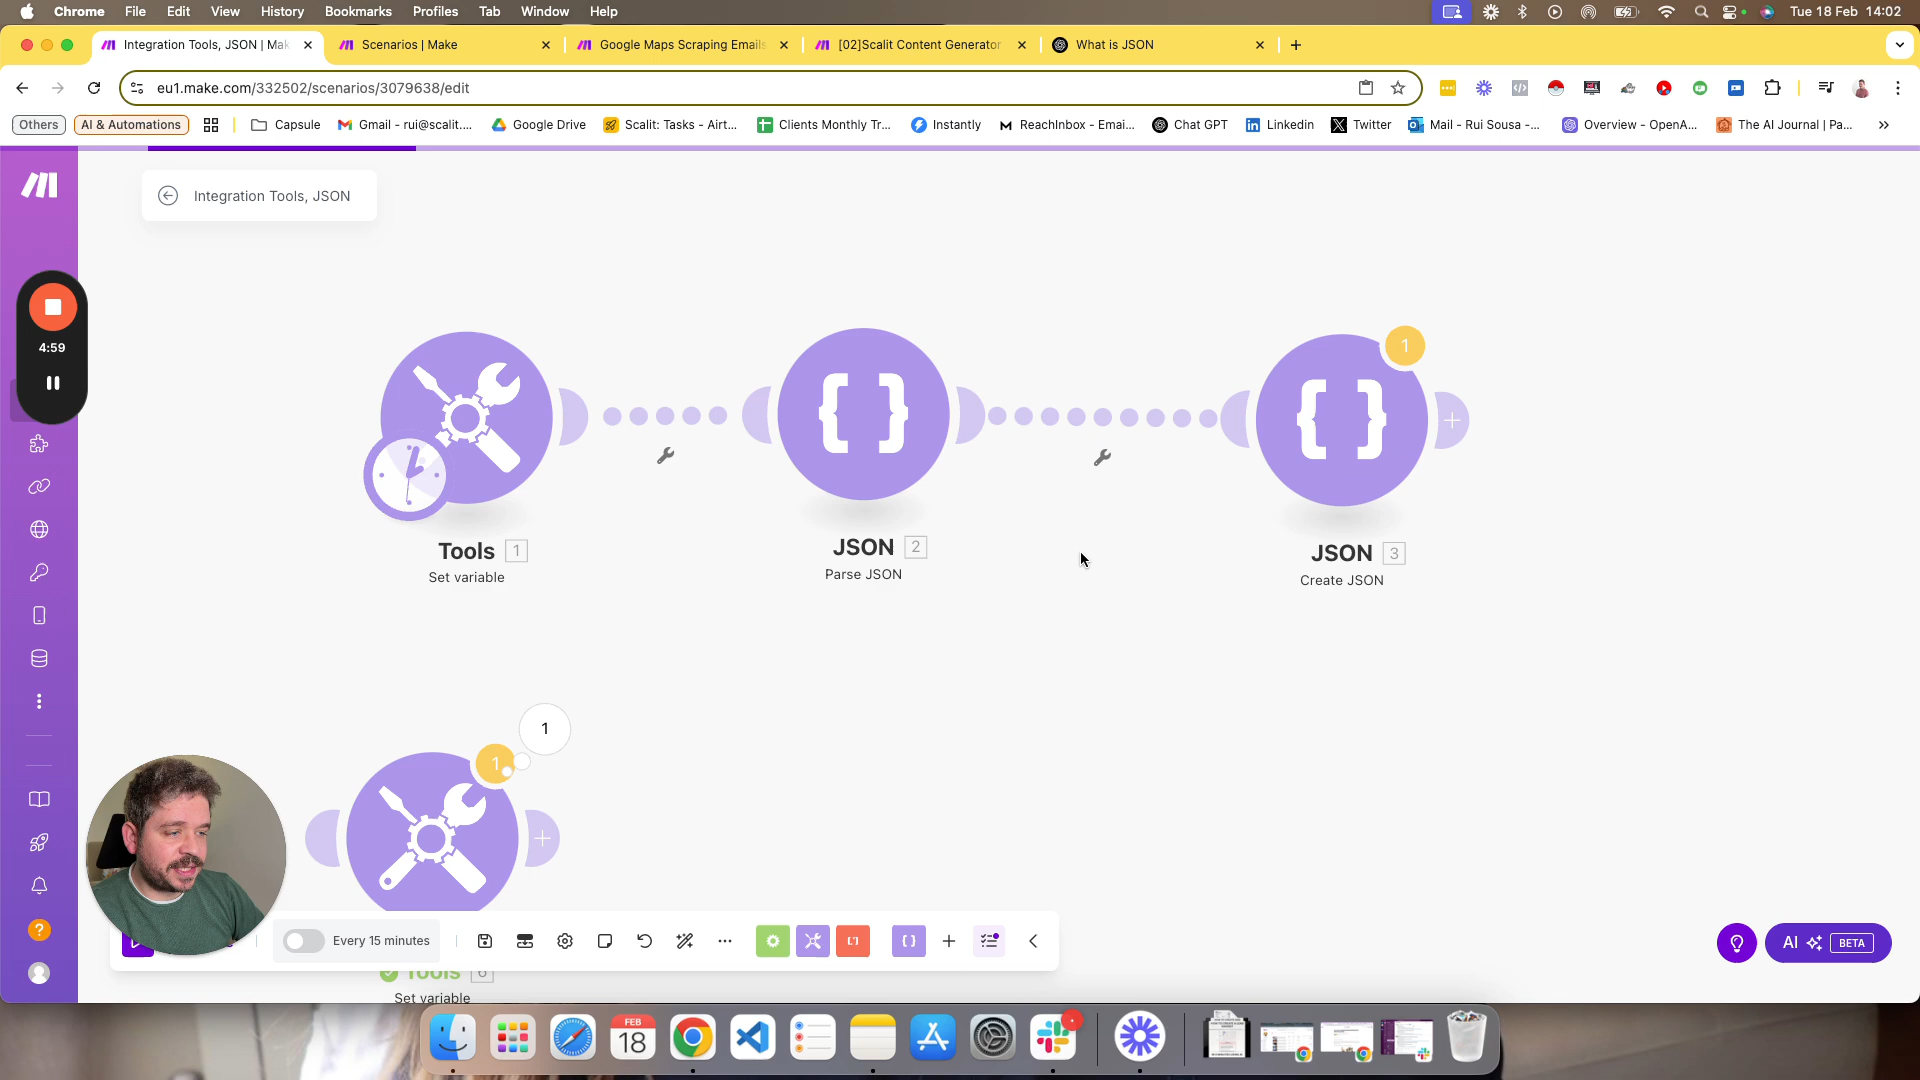 Chrome File Edit View History Bookmarks Profiles Tab Window Help Tue 18 Feb 14:02
Integration Tools, JSON | Mak
Scenarios | Make
Google Maps Scraping Emails
[02]Scalit Content Generator
What is JSON
eu1.make.com/332502/scenarios/3079638/edit
Others
AI & Automations
Capsule
Gmail - rui@scalit....
Google Drive
Scalit: Tasks - Airt...
Clients Monthly Tr...
Instantly
ReachInbox - Emai...
Chat GPT
Linkedin
Twitter
Mail - Rui Sousa -...
Overview - OpenA...
The AI Journal | Pa...
Integration Tools, JSON
4:59
1
Tools 1
Set variable
JSON 2
Parse JSON
JSON 3
Create JSON
1
1
Every 15 minutes
AI BETA
Tools 6
Set variable
FEB
18